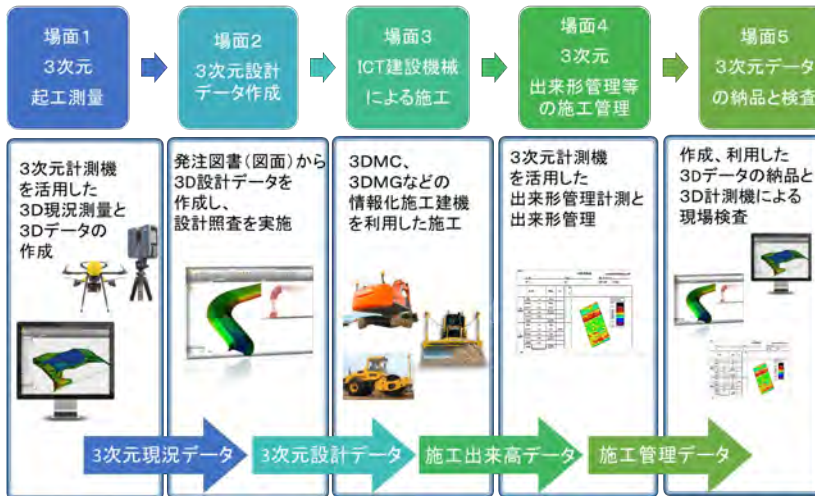 場面1
3次元
起工測量
場面2
3次元設計
データ作成
場面3
ICT建設機械
による施工
場面4
3次元
出来形管理等
の施工管理
場面5
3次元データ
の納品と検査
3次元計測機
を活用した
3D現況測量と
3Dデータの
作成
発注図書(図面)から
3D設計データを
作成し、
設計照査を実施
3DMC、
3DMGなどの
情報化施工建機
を利用した施工
3次元計測機
を活用した
出来形管理計測と
出来形管理
作成、利用した
3Dデータの納品と
3D計測機による
現場検査
3次元現況データ
3次元設計データ
施工出来高データ
施工管理データ